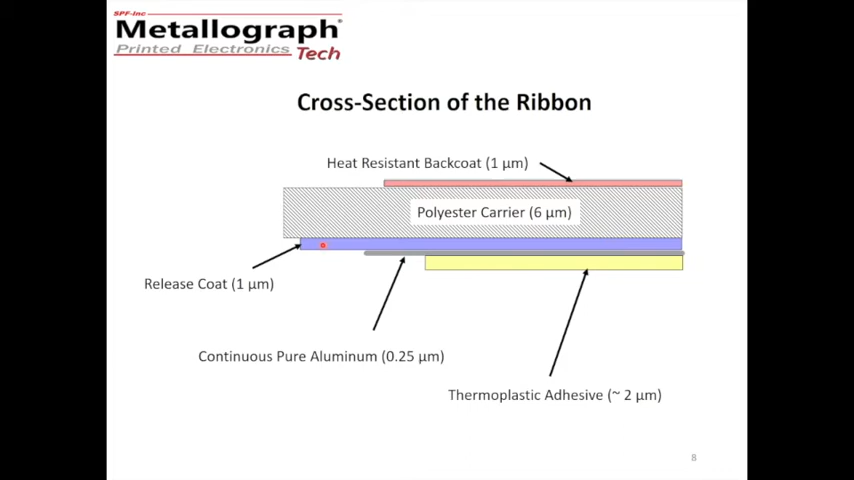 SPF-Inc
Metallograph®
Printed Electronics
Tech
Cross-Section of the Ribbon
Heat Resistant Backcoat (1 µm)
Polyester Carrier (6 µm)
Release Coat (1 µm)
Continuous Pure Aluminum (0.25 µm)
Thermoplastic Adhesive (~ 2 µm)
8